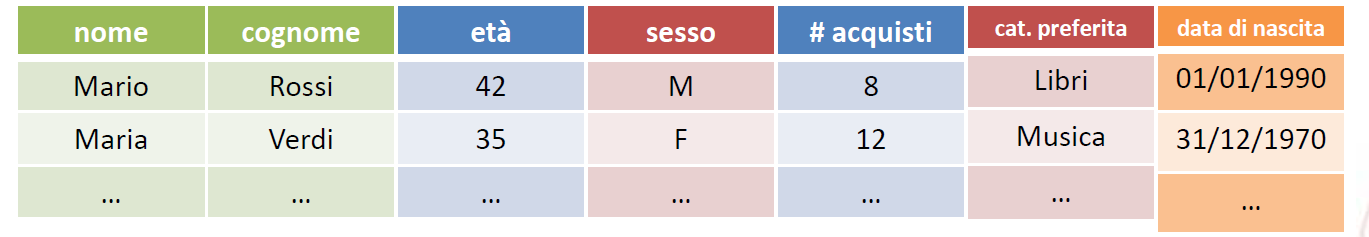 nome cognome età sesso # acquisti cat. preferita data di nascita
Mario Rossi 42 M 8 Libri 01/01/1990
Maria Verdi 35 F 12 Musica 31/12/1970
... ... ... ... ... ... ...